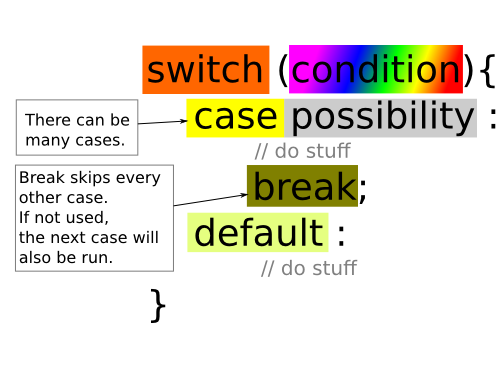 switch (condition){
There can be
many cases.
case possibility :
// do stuff
Break skips every
other case.
If not used,
the next case will
also be run.
break;
default :
// do stuff
}